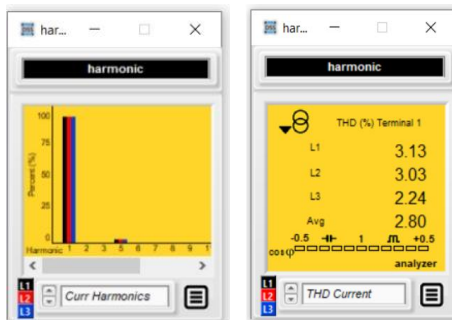 har...
harmonic
100
75
50
25
0
Percent (%)
Harmonic 1 2 3 4 5 6 7 8 9 1
L1
L2
L3
Curr Harmonics
har...
harmonic
THD (%) Terminal 1
L1 3.13
L2 3.03
L3 2.24
Avg 2.80
-0.5 1 +0.5
cosφ
analyzer
L1
L2
L3
THD Current